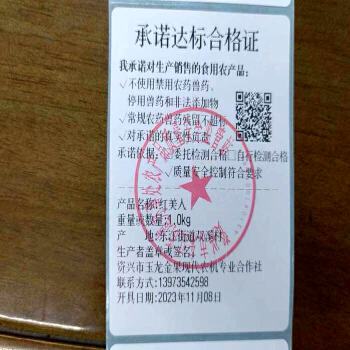 承诺达标合格证
我承诺对生产销售的食用农产品:
✓不使用禁用农药兽药、
停用兽药和非法添加物
✓常规农药兽药残留不超标
✓对承诺的真实性负责
承诺依据:□委托检测合格□自行检测合格
✓质量安全控制符合要求
产品名称:红美人
重量或数量:1.0kg
产 地:东江街道双溪村
生产者盖章或签名:
资兴市玉龙金果现代农机专业合作社
联系方式:13973542598
开具日期:2023年11月08日